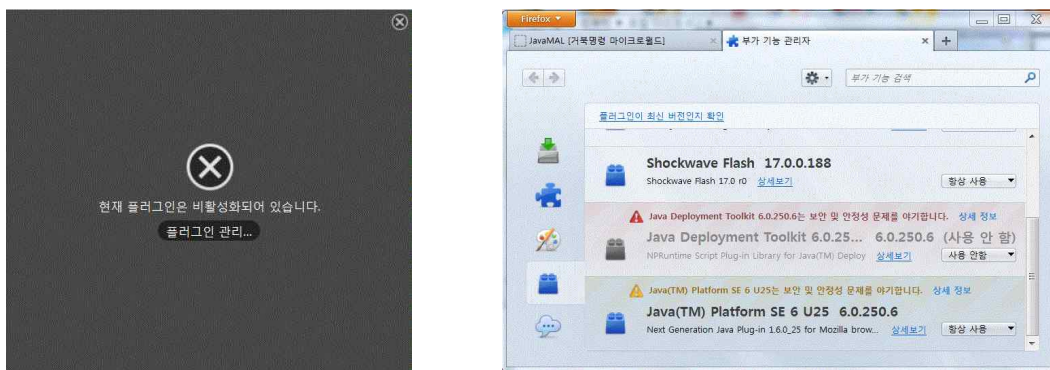 현재 플러그인은 비활성화되어 있습니다.
플러그인 관리...
Firefox
JavaMAL [거북명령 마이크로월드]
부가 기능 관리자
부가 기능 검색
플러그인이 최신 버전인지 확인
Shockwave Flash 17.0.0.188
Shockwave Flash 17.0 r0 상세보기
항상 사용
Java Deployment Toolkit 6.0.250.6는 보안 및 안정성 문제를 야기합니다. 상세 정보
Java Deployment Toolkit 6.0.25... 6.0.250.6 (사용 안 함)
NPRuntime Script Plug-in Library for Java(TM) Deploy 상세보기
사용 안함
Java(TM) Platform SE 6 U25는 보안 및 안정성 문제를 야기합니다. 상세 정보
Java(TM) Platform SE 6 U25 6.0.250.6
Next Generation Java Plug-in 1.6.0_25 for Mozilla brow... 상세보기
항상 사용